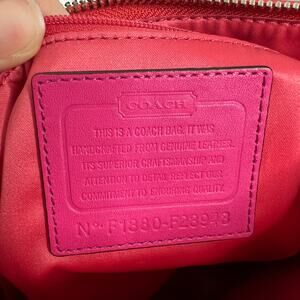 COACH
THIS IS A COACH BAG. IT WAS
HANDCRAFTED FROM GENUINE LEATHER.
ITS SUPERIOR CRAFTSMANSHIP AND
ATTENTION TO DETAIL REFLECT OUR
COMMITMENT TO ENDURING QUALITY.
Nº F1380-F23943